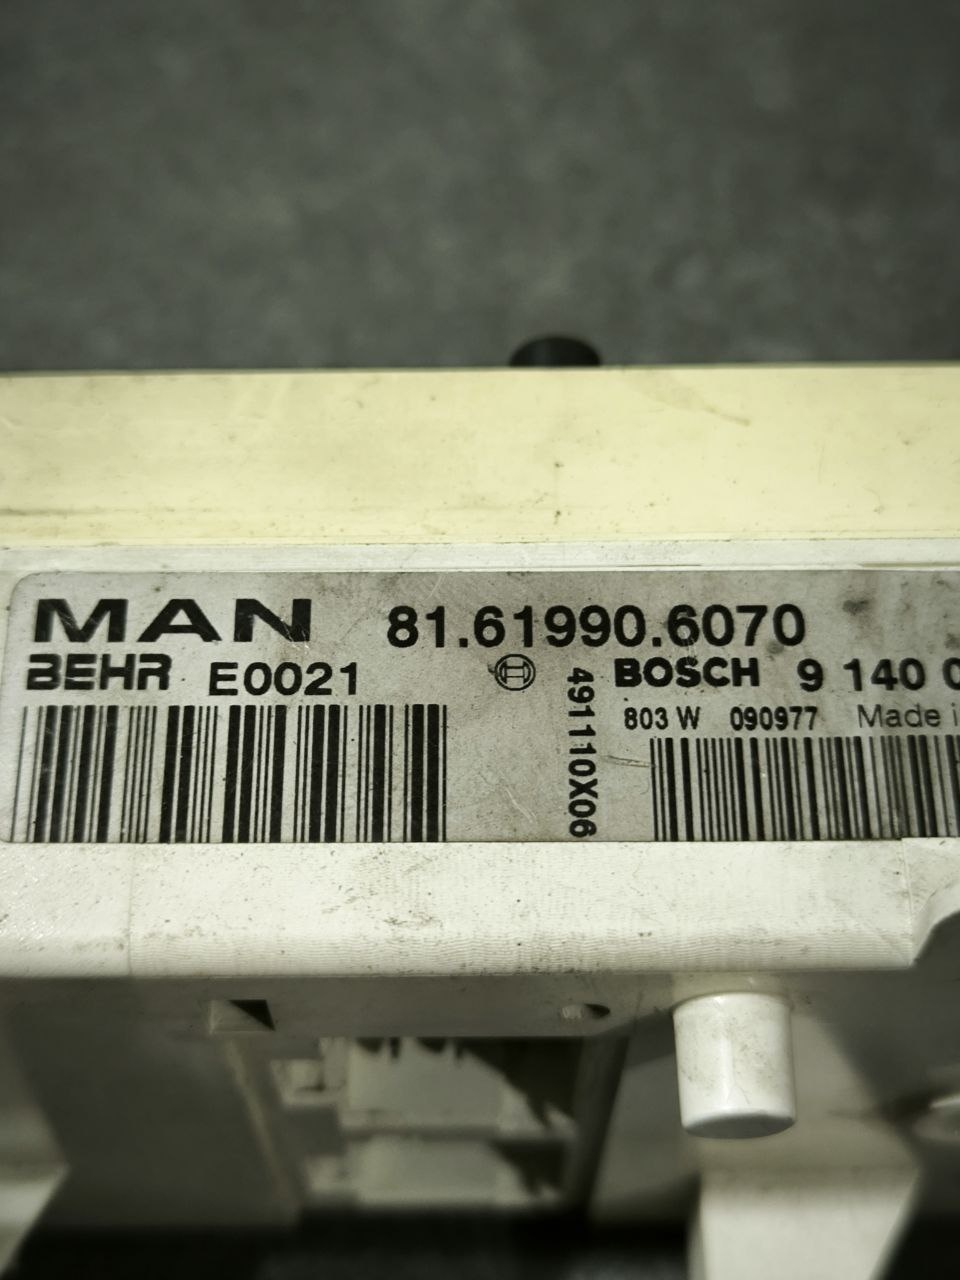 MAN 81.61990.6070
BEHR E0021
491110X06
BOSCH 9 140 0
803 W 090977 Made i